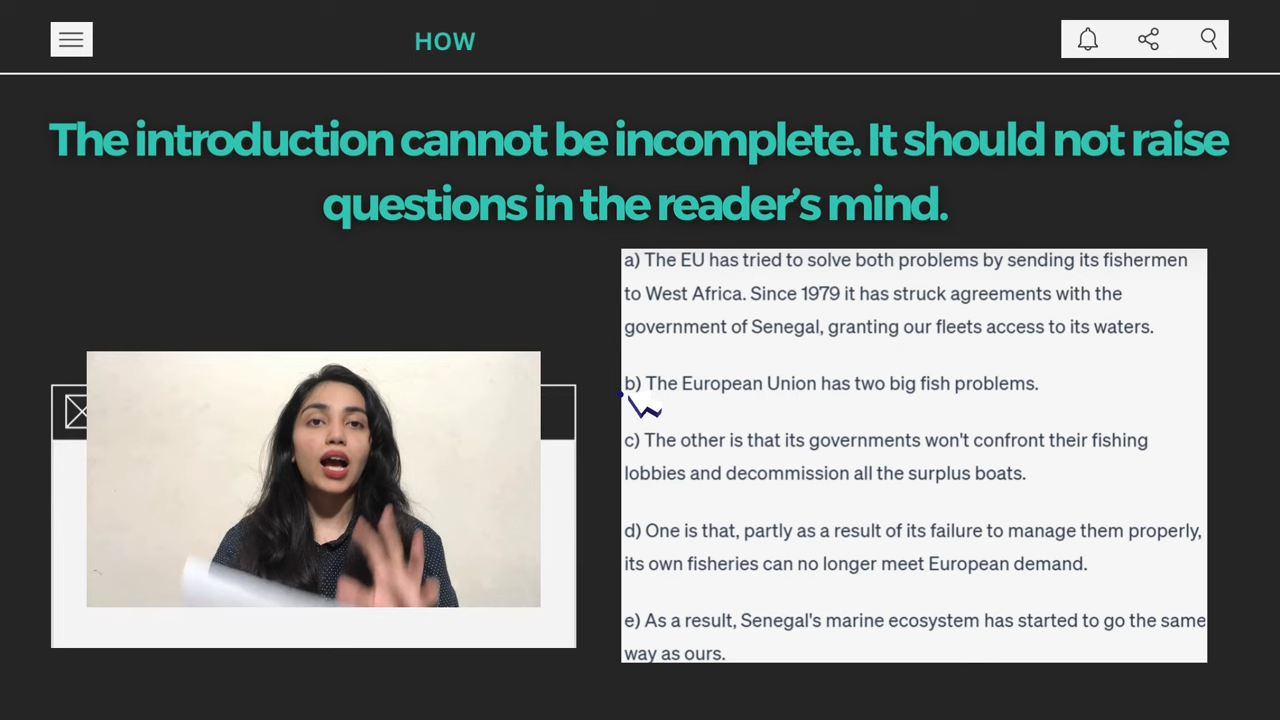 HOW
The introduction cannot be incomplete. It should not raise
questions in the reader’s mind.
a) The EU has tried to solve both problems by sending its fishermen
to West Africa. Since 1979 it has struck agreements with the
government of Senegal, granting our fleets access to its waters.
b) The European Union has two big fish problems.
c) The other is that its governments won't confront their fishing
lobbies and decommission all the surplus boats.
d) One is that, partly as a result of its failure to manage them properly,
its own fisheries can no longer meet European demand.
e) As a result, Senegal's marine ecosystem has started to go the same
way as ours.